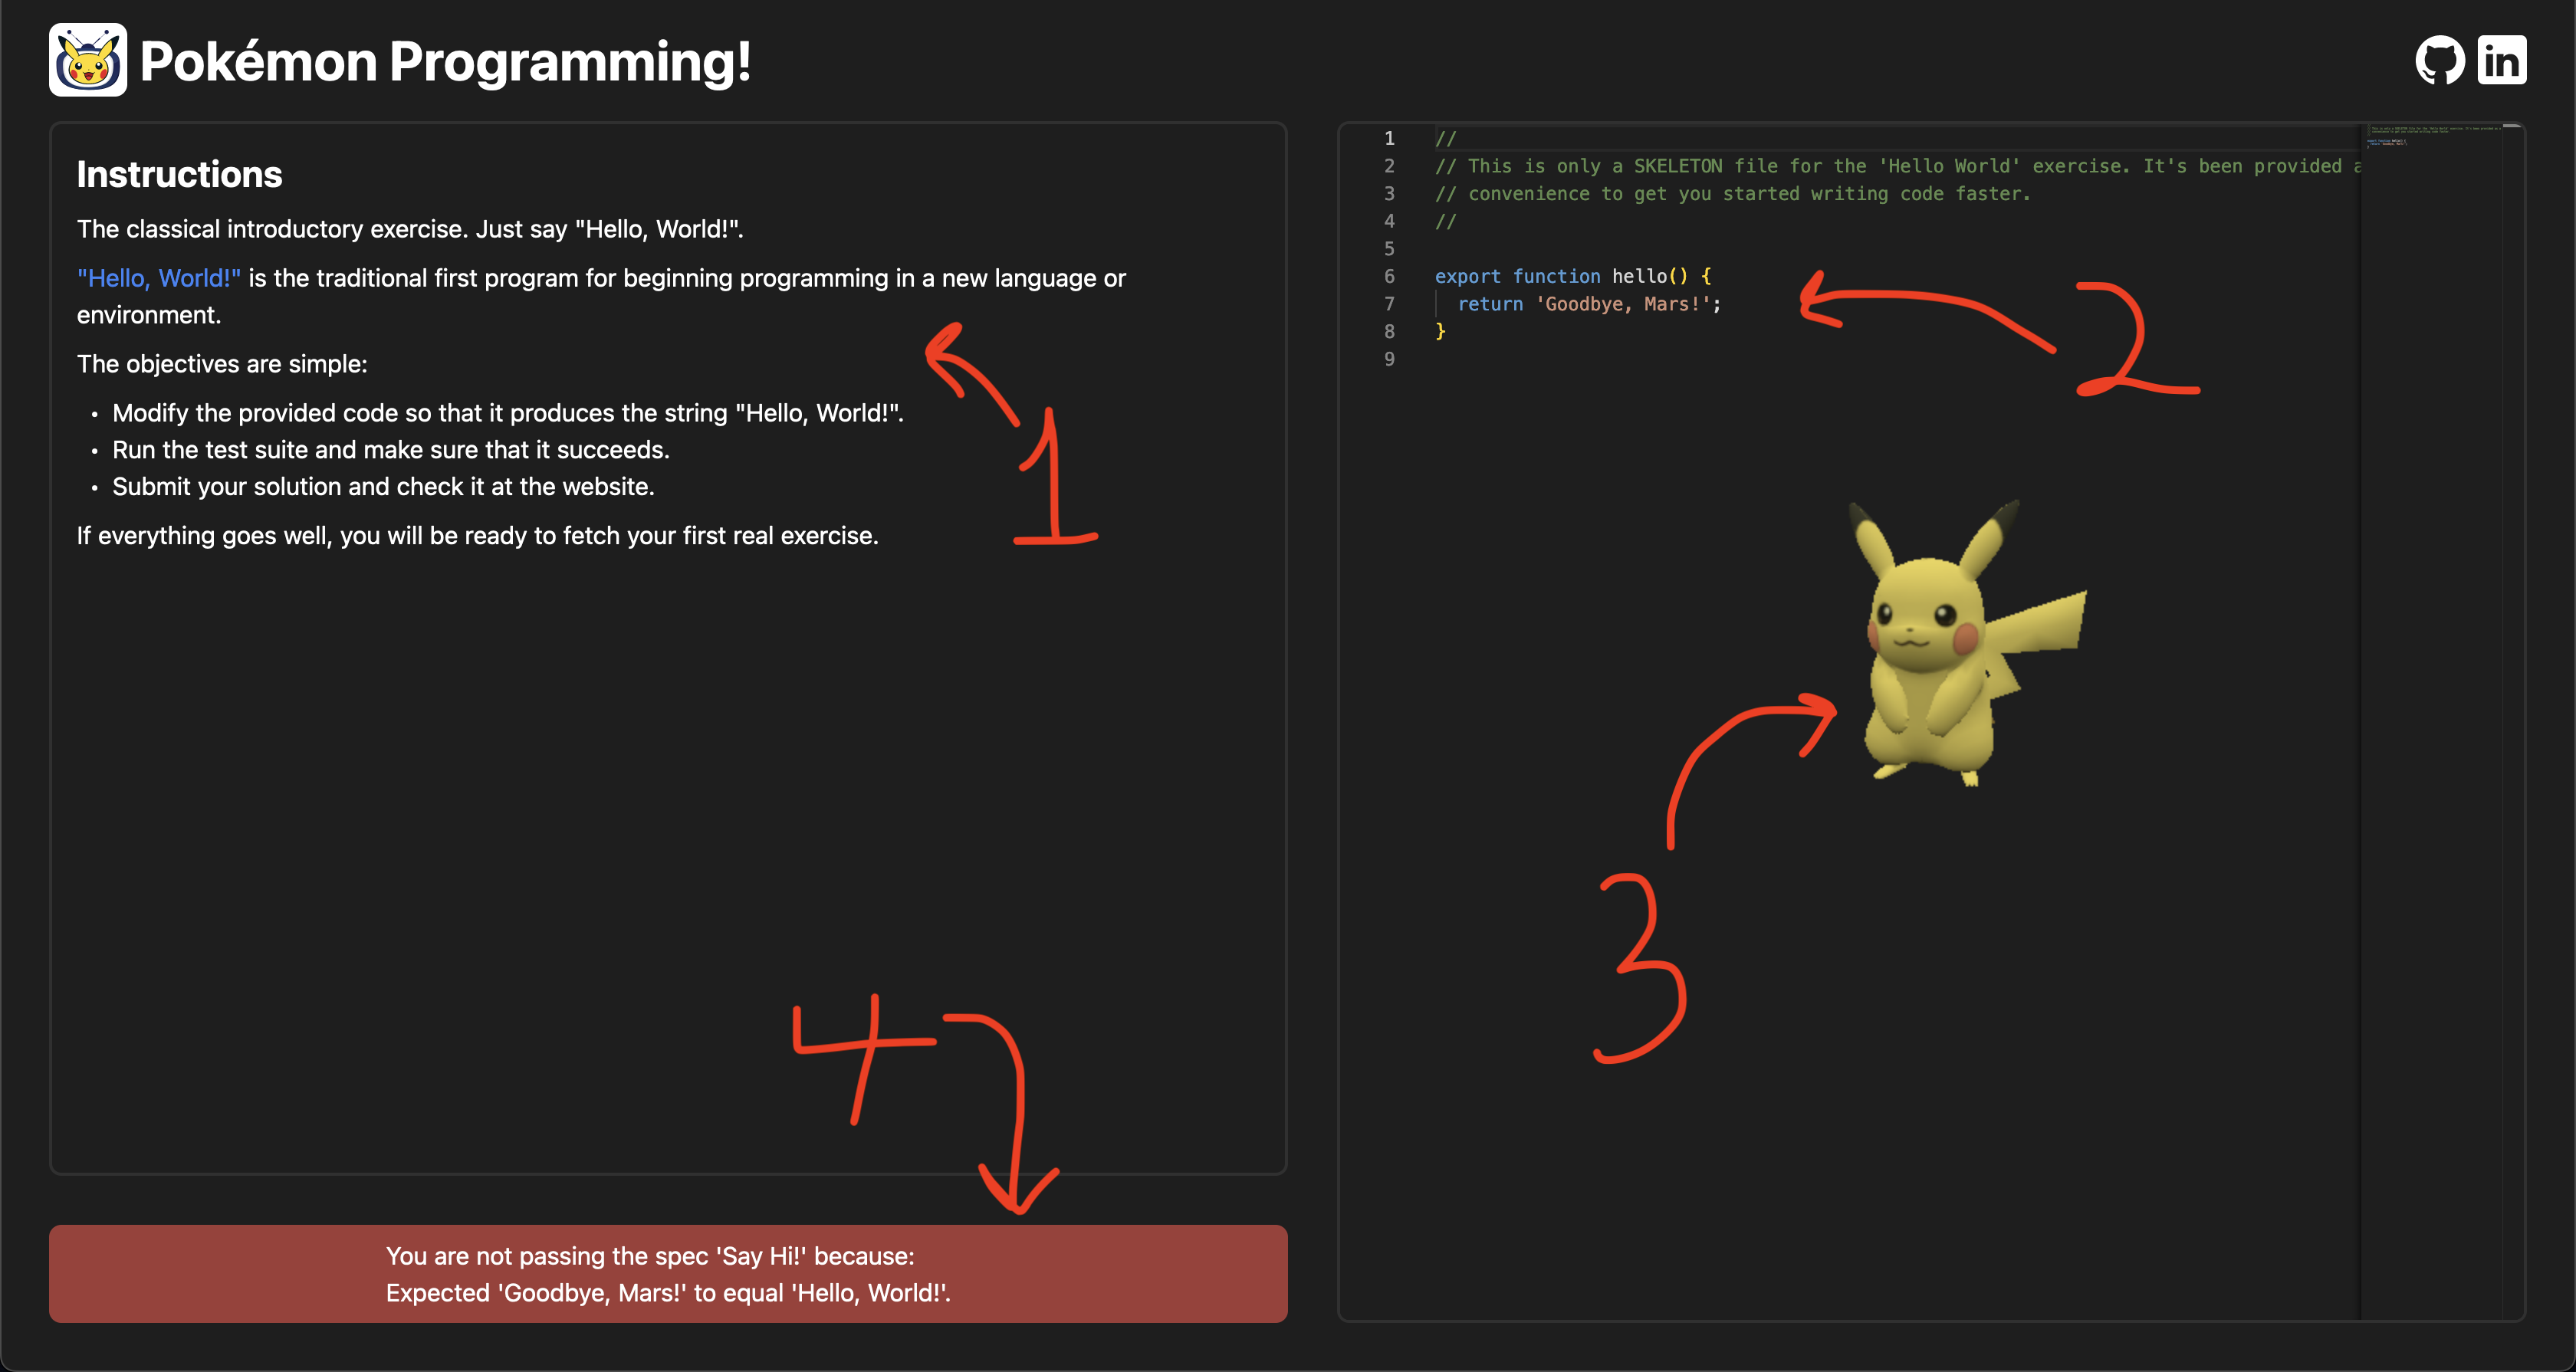 Pokémon Programming!
in
Instructions
The classical introductory exercise. Just say "Hello, World!".
"Hello, World!" is the traditional first program for beginning programming in a new language or
environment.
The objectives are simple:
• Modify the provided code so that it produces the string "Hello, World!".
• Run the test suite and make sure that it succeeds.
• Submit your solution and check it at the website.
If everything goes well, you will be ready to fetch your first real exercise.
1
4
You are not passing the spec 'Say Hi!' because:
Expected 'Goodbye, Mars!' to equal 'Hello, World!'.
1 //
2 // This is only a SKELETON file for the 'Hello World' exercise. It's been provided a
3 // convenience to get you started writing code faster.
4 //
5
6 export function hello() {
7   return 'Goodbye, Mars!';
8 }
9
2
3